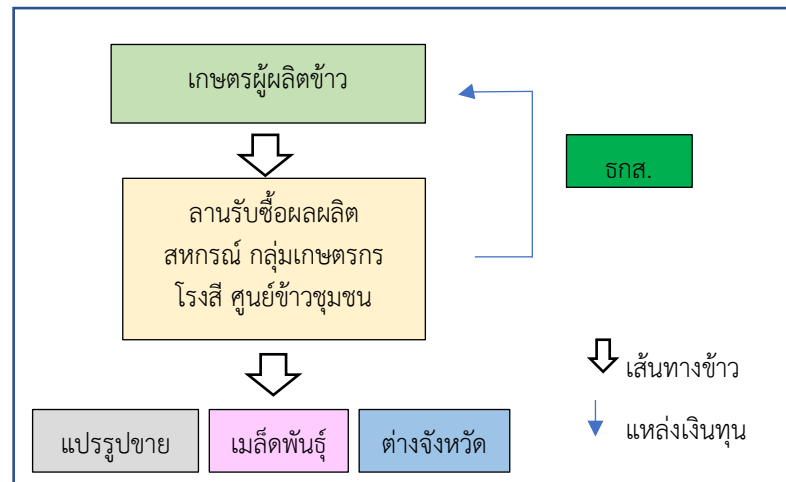 เกษตรผู้ผลิตข้าว
ธกส.
ลานรับซื้อผลผลิต
สหกรณ์ กลุ่มเกษตรกร
โรงสี ศูนย์ข้าวชุมชน
เส้นทางข้าว
แหล่งเงินทุน
แปรรูปขาย
เมล็ดพันธุ์
ต่างจังหวัด